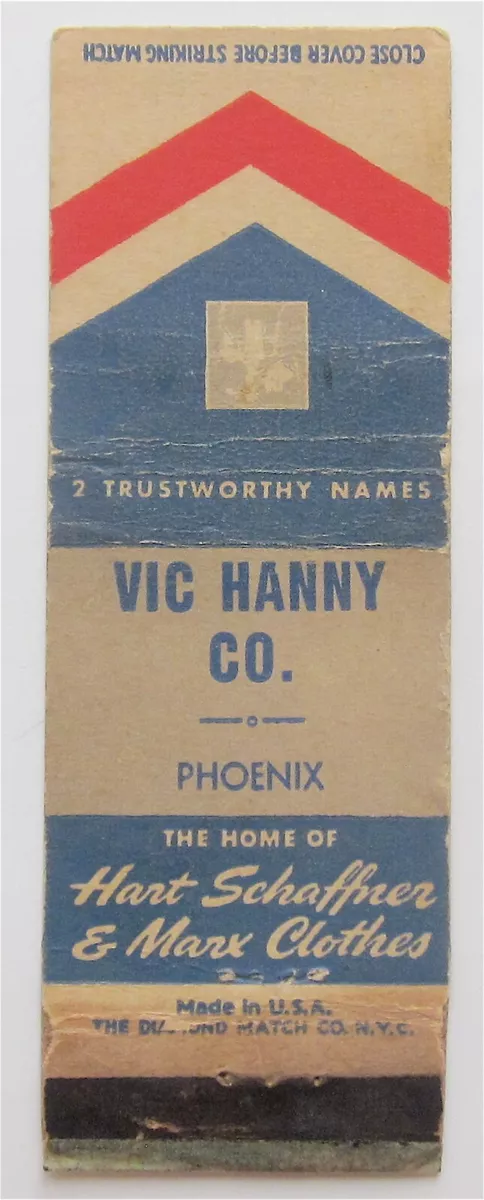 CLOSE COVER BEFORE STRIKING MATCH
2 TRUSTWORTHY NAMES
VIC HANNY
CO.
PHOENIX
THE HOME OF
Hart Schaffner
& Marx Clothes
Made in U.S.A.
THE MATCH CO. N.Y.C.